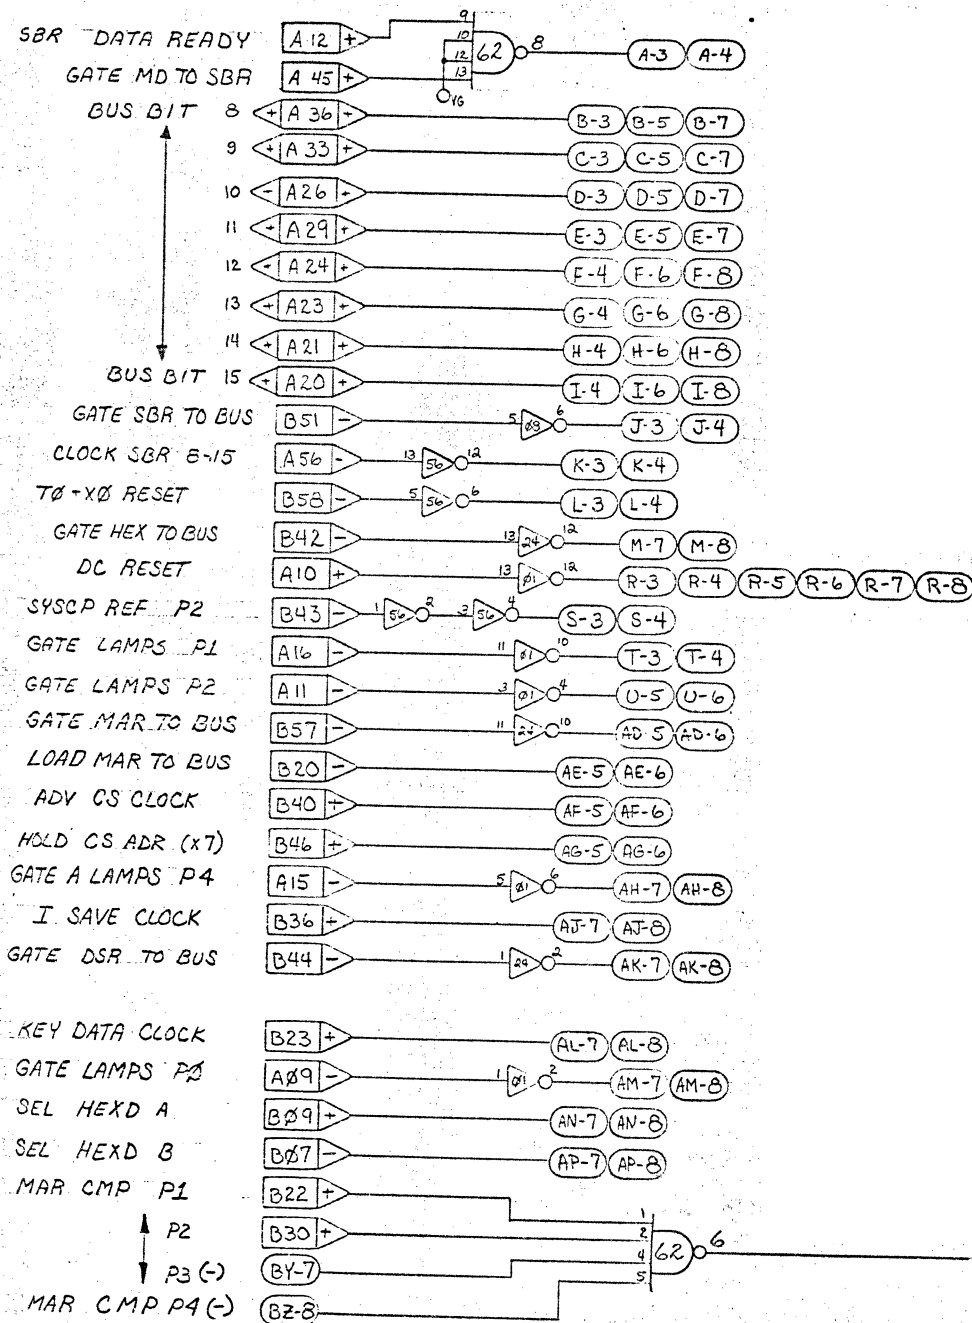 SBR DATA READY A12 + 9 10 12 13 62 8 A-3 A-4
GATE MD TO SBR A 45 + VG
BUS BIT 8 + A 36 + B-3 B-5 B-7
9 + A 33 + C-3 C-5 C-7
10 - A26 + D-3 D-5 D-7
11 + A29 + E-3 E-5 E-7
12 - A24 + F-4 F-6 F-8
13 + A23 + G-4 G-6 G-8
14 + A21 + H-4 H-6 H-8
BUS BIT 15 + A20 + I-4 I-6 I-8
GATE SBR TO BUS B51 - 5 6 J-3 J-4
CLOCK SBR 8-15 A56 - 13 56 12 K-3 K-4
TØ-XØ RESET B58 - 5 56 6 L-3 L-4
GATE HEX TO BUS B42 - 13 24 12 M-7 M-8
DC RESET A10 + 13 Ø1 12 R-3 R-4 R-5 R-6 R-7 R-8
SYSCP REF P2 B43 - 1 56 2 3 56 4 S-3 S-4
GATE LAMPS P1 A16 - 11 Ø1 10 T-3 T-4
GATE LAMPS P2 A11 - 3 Ø1 4 U-5 U-6
GATE MAR TO BUS B57 - 11 24 10 AD-5 AD-6
LOAD MAR TO BUS B20 - AE-5 AE-6
ADV CS CLOCK B40 + AF-5 AF-6
HOLD CS ADR (X7) B46 + AG-5 AG-6
GATE A LAMPS P4 A15 - 5 Ø1 6 AH-7 AH-8
I SAVE CLOCK B36 + AJ-7 AJ-8
GATE DSR TO BUS B44 - 1 24 2 AK-7 AK-8
KEY DATA CLOCK B23 + AL-7 AL-8
GATE LAMPS PØ AØ9 - 1 Ø1 2 AM-7 AM-8
SEL HEXD A BØ9 + AN-7 AN-8
SEL HEXD B BØ7 - AP-7 AP-8
MAR CMP P1 B22 + 1
P2 B30 + 2 62 6
P3 (-) BY-7 4
MAR CMP P4 (-) BZ-8 5